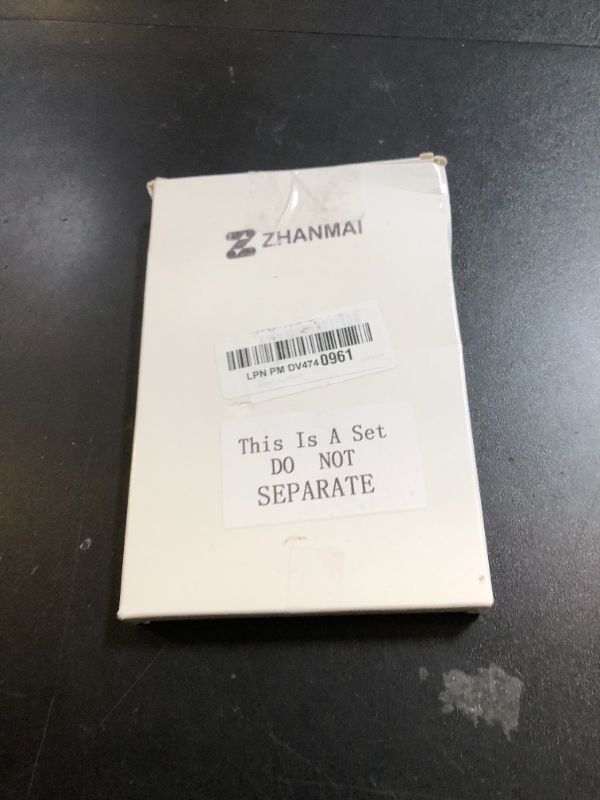 ZHANMAI
LPN PM DV4740961
This Is A Set
DO NOT
SEPARATE